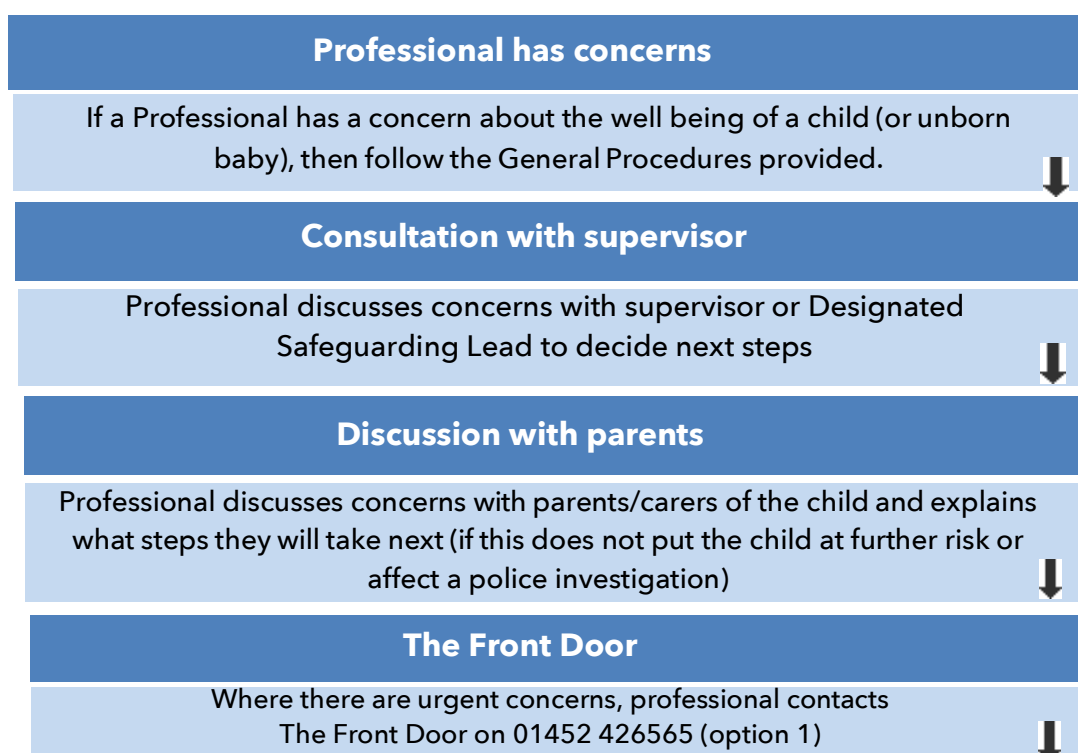 Professional has concerns
If a Professional has a concern about the well being of a child (or unborn
baby), then follow the General Procedures provided.
Consultation with supervisor
Professional discusses concerns with supervisor or Designated
Safeguarding Lead to decide next steps
Discussion with parents
Professional discusses concerns with parents/carers of the child and explains
what steps they will take next (if this does not put the child at further risk or
affect a police investigation)
The Front Door
Where there are urgent concerns, professional contacts
The Front Door on 01452 426565 (option 1)